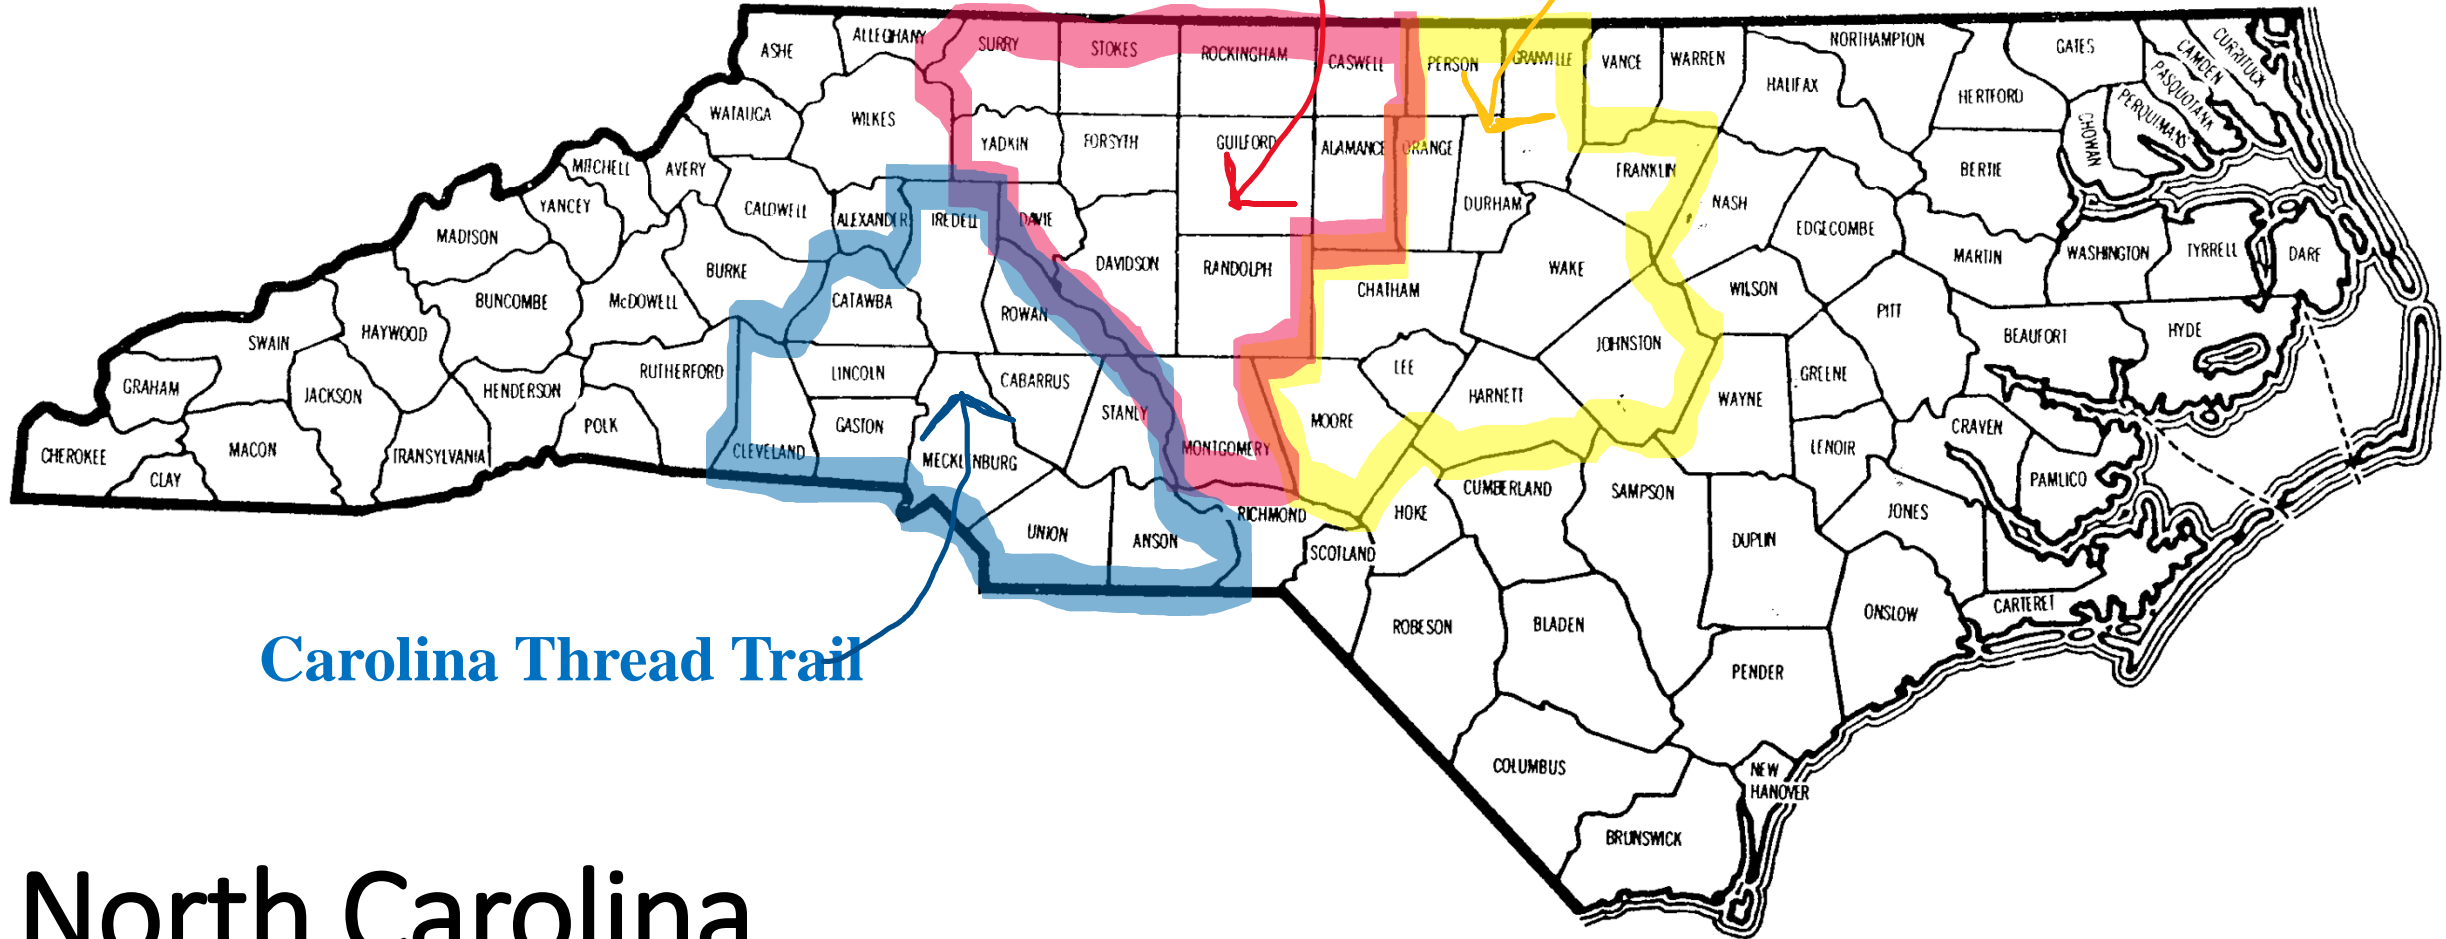 ASHE
ALLEGHANY
SURRY
STOKES
ROCKINGHAM
CASWELL
PERSON
GRANVILLE
VANCE
WARREN
NORTHAMPTON
GATES
CURRITUCK
CAMDEN
PASQUOTANK
PERQUIMANS
CHOWAN
HALIFAX
HERTFORD
WATAUGA
WILKES
YADKIN
FORSYTH
GUILFORD
ALAMANCE
ORANGE
DURHAM
FRANKLIN
NASH
BERTIE
MITCHELL
AVERY
YANCEY
CALDWELL
ALEXANDER
IREDELL
DAVIE
MADISON
BURKE
DAVIDSON
RANDOLPH
CHATHAM
WAKE
EDGECOMBE
MARTIN
WASHINGTON
TYRRELL
DARE
BUNCOMBE
McDOWELL
CATAWBA
ROWAN
WILSON
PITT
SWAIN
HAYWOOD
RUTHERFORD
LINCOLN
CABARRUS
LEE
JOHNSTON
BEAUFORT
HYDE
GRAHAM
JACKSON
HENDERSON
POLK
CLEVELAND
GASTON
STANLY
MONTGOMERY
MOORE
HARNETT
WAYNE
GREENE
LENOIR
CRAVEN
PAMLICO
CHEROKEE
CLAY
MACON
TRANSYLVANIA
MECKLENBURG
UNION
ANSON
RICHMOND
SCOTLAND
HOKE
CUMBERLAND
SAMPSON
DUPLIN
JONES
CARTERET
ONSLOW
ROBESON
BLADEN
PENDER
Carolina Thread Trail
COLUMBUS
NEW
HANOVER
BRUNSWICK
North Carolina